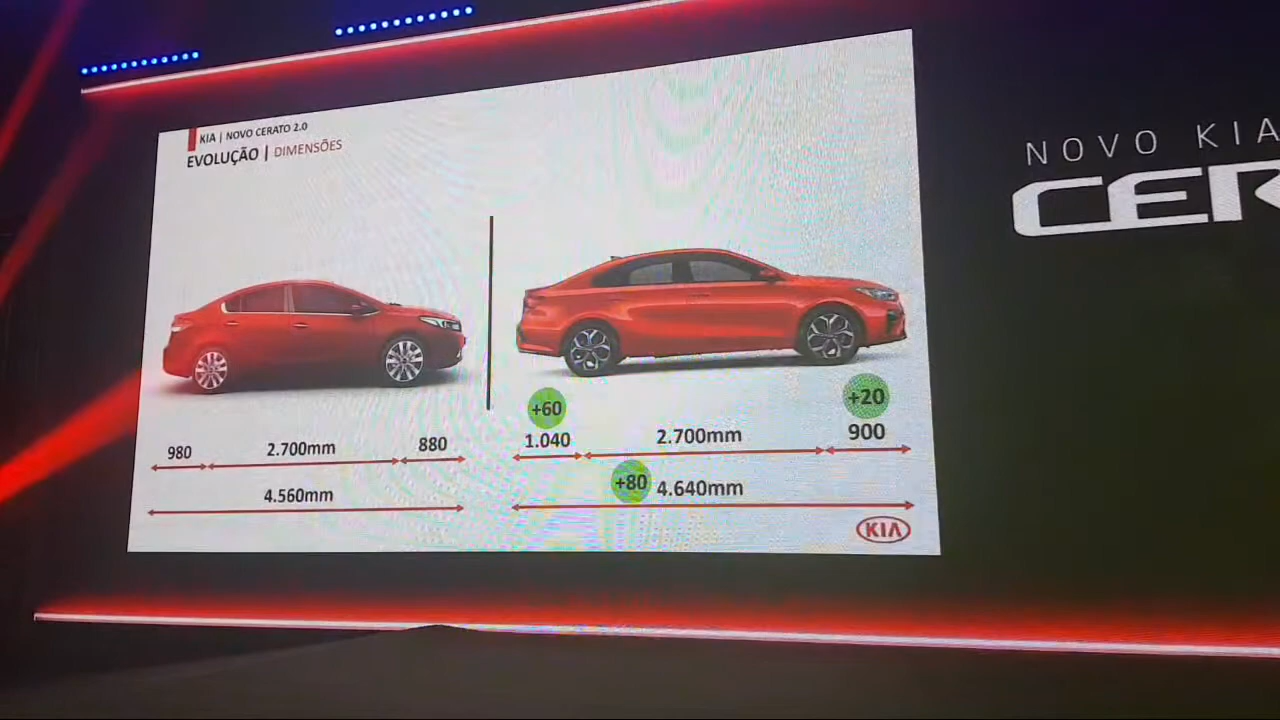 KIA | NOVO CERATO 2.0
EVOLUÇÃO | DIMENSÕES
NOVO KIA
CER
+60
+20
980
2.700mm
880
1.040
2.700mm
900
4.560mm
+80
4.640mm
KIA